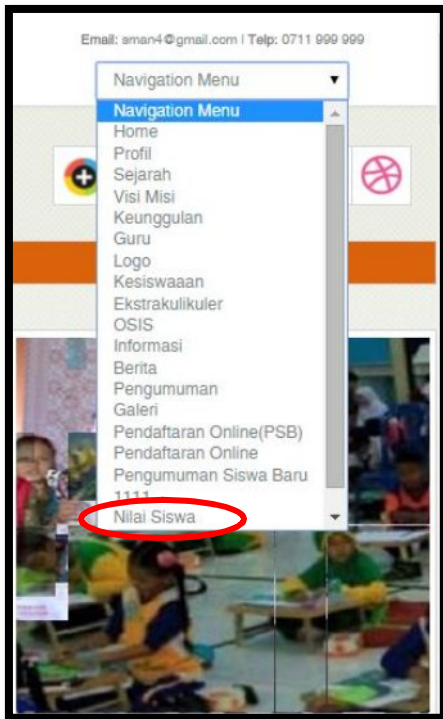 Email: sman4@gmail.com | Telp: 0711 999 999
Navigation Menu
Navigation Menu
Home
Profil
Sejarah
Visi Misi
Keunggulan
Guru
Logo
Kesiswaaan
Ekstrakulikuler
OSIS
Informasi
Berita
Pengumuman
Galeri
Pendaftaran Online(PSB)
Pendaftaran Online
Pengumuman Siswa Baru
1111
Nilai Siswa